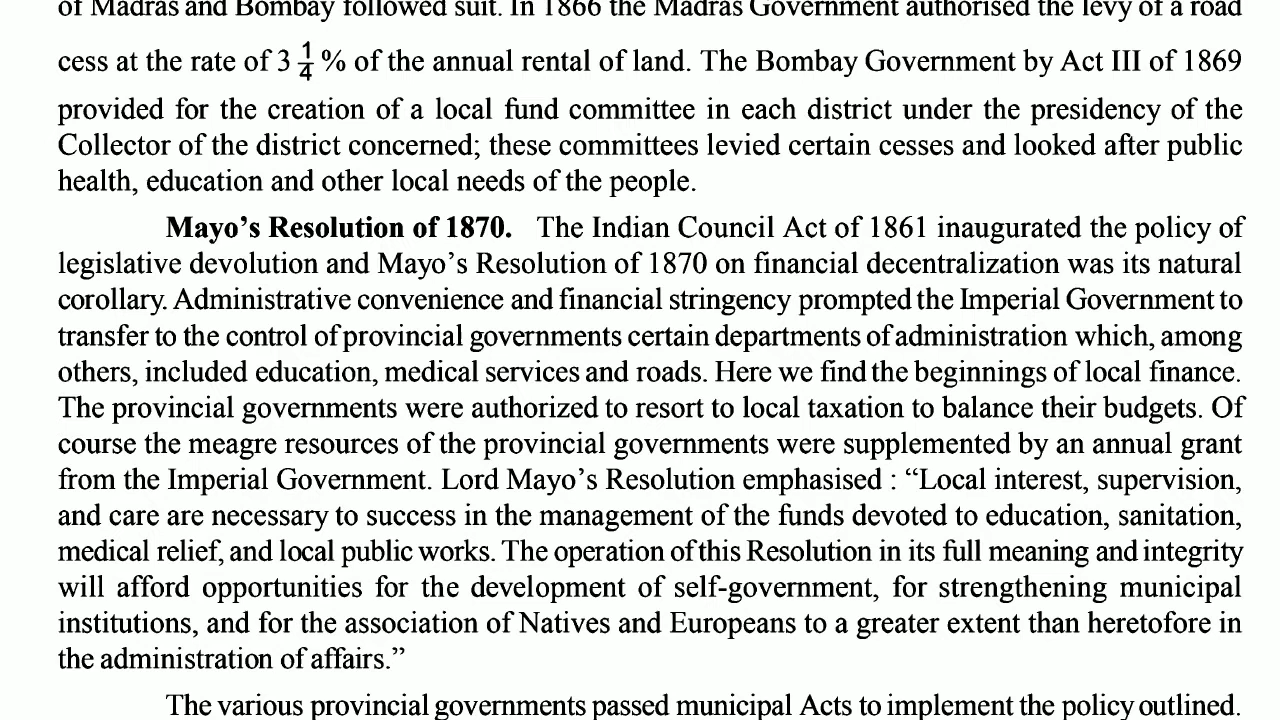 of Madras and Bombay followed suit. In 1866 the Madras Government authorised the levy of a road
cess at the rate of 3 1/4 % of the annual rental of land. The Bombay Government by Act III of 1869
provided for the creation of a local fund committee in each district under the presidency of the
Collector of the district concerned; these committees levied certain cesses and looked after public
health, education and other local needs of the people.
Mayo’s Resolution of 1870. The Indian Council Act of 1861 inaugurated the policy of
legislative devolution and Mayo’s Resolution of 1870 on financial decentralization was its natural
corollary. Administrative convenience and financial stringency prompted the Imperial Government to
transfer to the control of provincial governments certain departments of administration which, among
others, included education, medical services and roads. Here we find the beginnings of local finance.
The provincial governments were authorized to resort to local taxation to balance their budgets. Of
course the meagre resources of the provincial governments were supplemented by an annual grant
from the Imperial Government. Lord Mayo’s Resolution emphasised : “Local interest, supervision,
and care are necessary to success in the management of the funds devoted to education, sanitation,
medical relief, and local public works. The operation of this Resolution in its full meaning and integrity
will afford opportunities for the development of self-government, for strengthening municipal
institutions, and for the association of Natives and Europeans to a greater extent than heretofore in
the administration of affairs.”
The various provincial governments passed municipal Acts to implement the policy outlined.